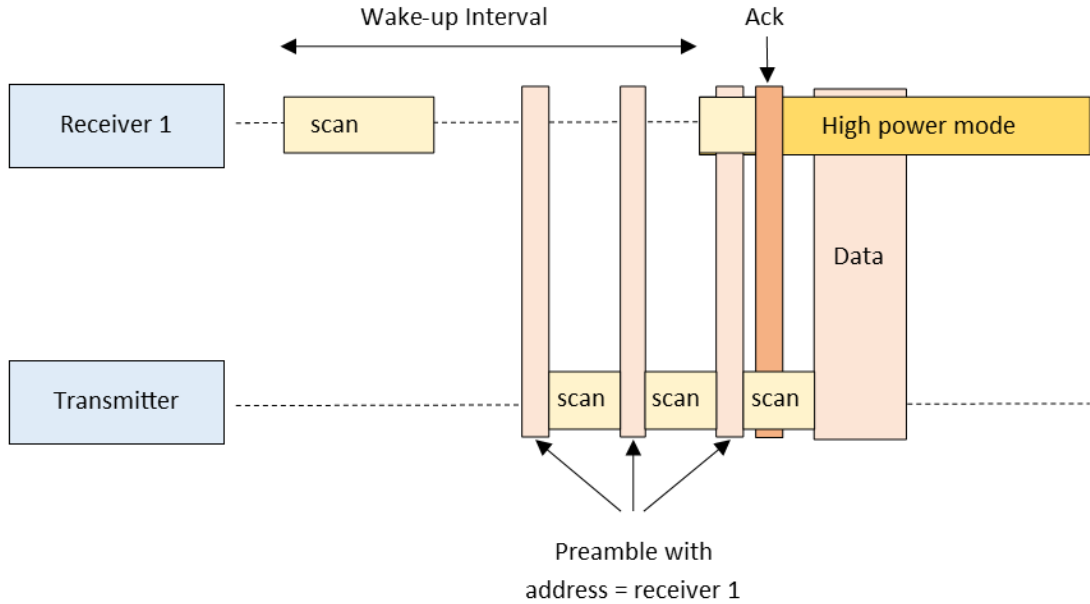 Wake-up Interval
Ack
Receiver 1
scan
High power mode
Data
Transmitter
scan
scan
scan
Preamble with
address = receiver 1